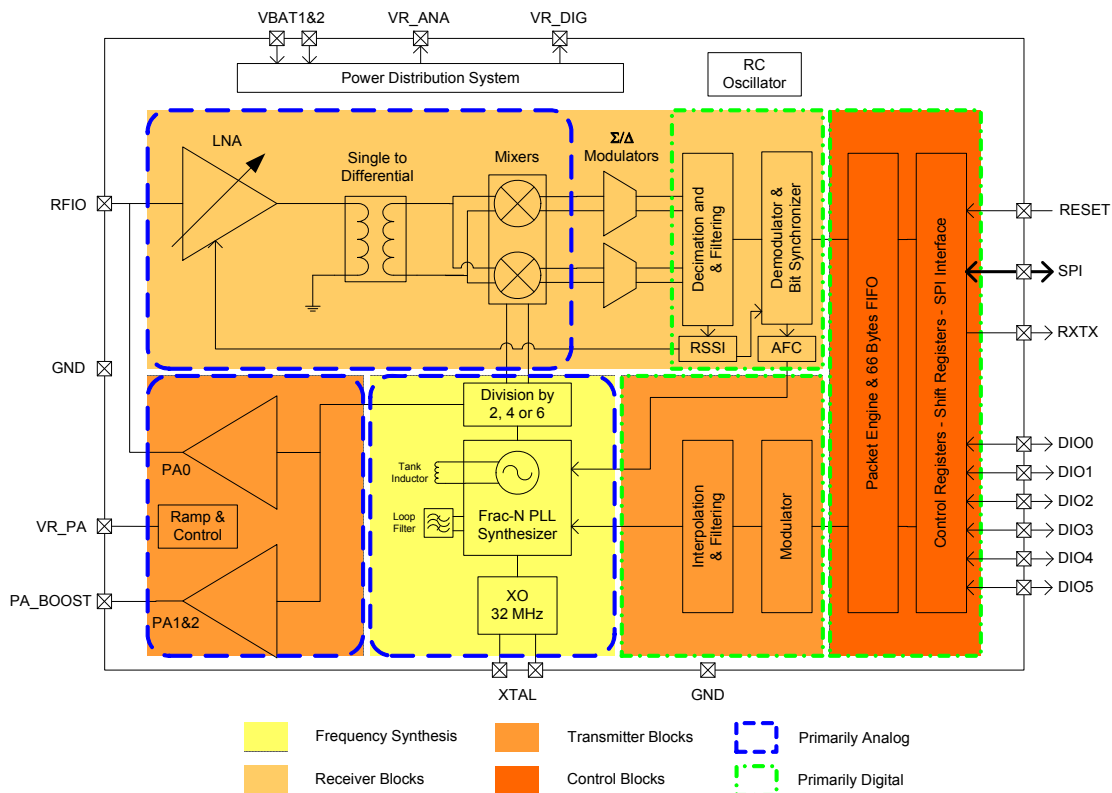 VBAT1&2
VR_ANA
VR_DIG
Power Distribution System
RC
Oscillator
LNA
Single to
Differential
Mixers
Σ/Δ
Modulators
Decimation and
& Filtering
Demodulator &
Bit Synchronizer
RSSI
AFC
Packet Engine & 66 Bytes FIFO
Control Registers - Shift Registers - SPI Interface
RFIO
GND
RESET
SPI
RXTX
Division by
2, 4 or 6
PA0
Tank
Inductor
Loop
Filter
Frac-N PLL
Synthesizer
Interpolation
& Filtering
Modulator
Ramp &
Control
VR_PA
PA_BOOST
PA1&2
XO
32 MHz
DIO0
DIO1
DIO2
DIO3
DIO4
DIO5
XTAL
GND
Frequency Synthesis
Transmitter Blocks
Primarily Analog
Receiver Blocks
Control Blocks
Primarily Digital